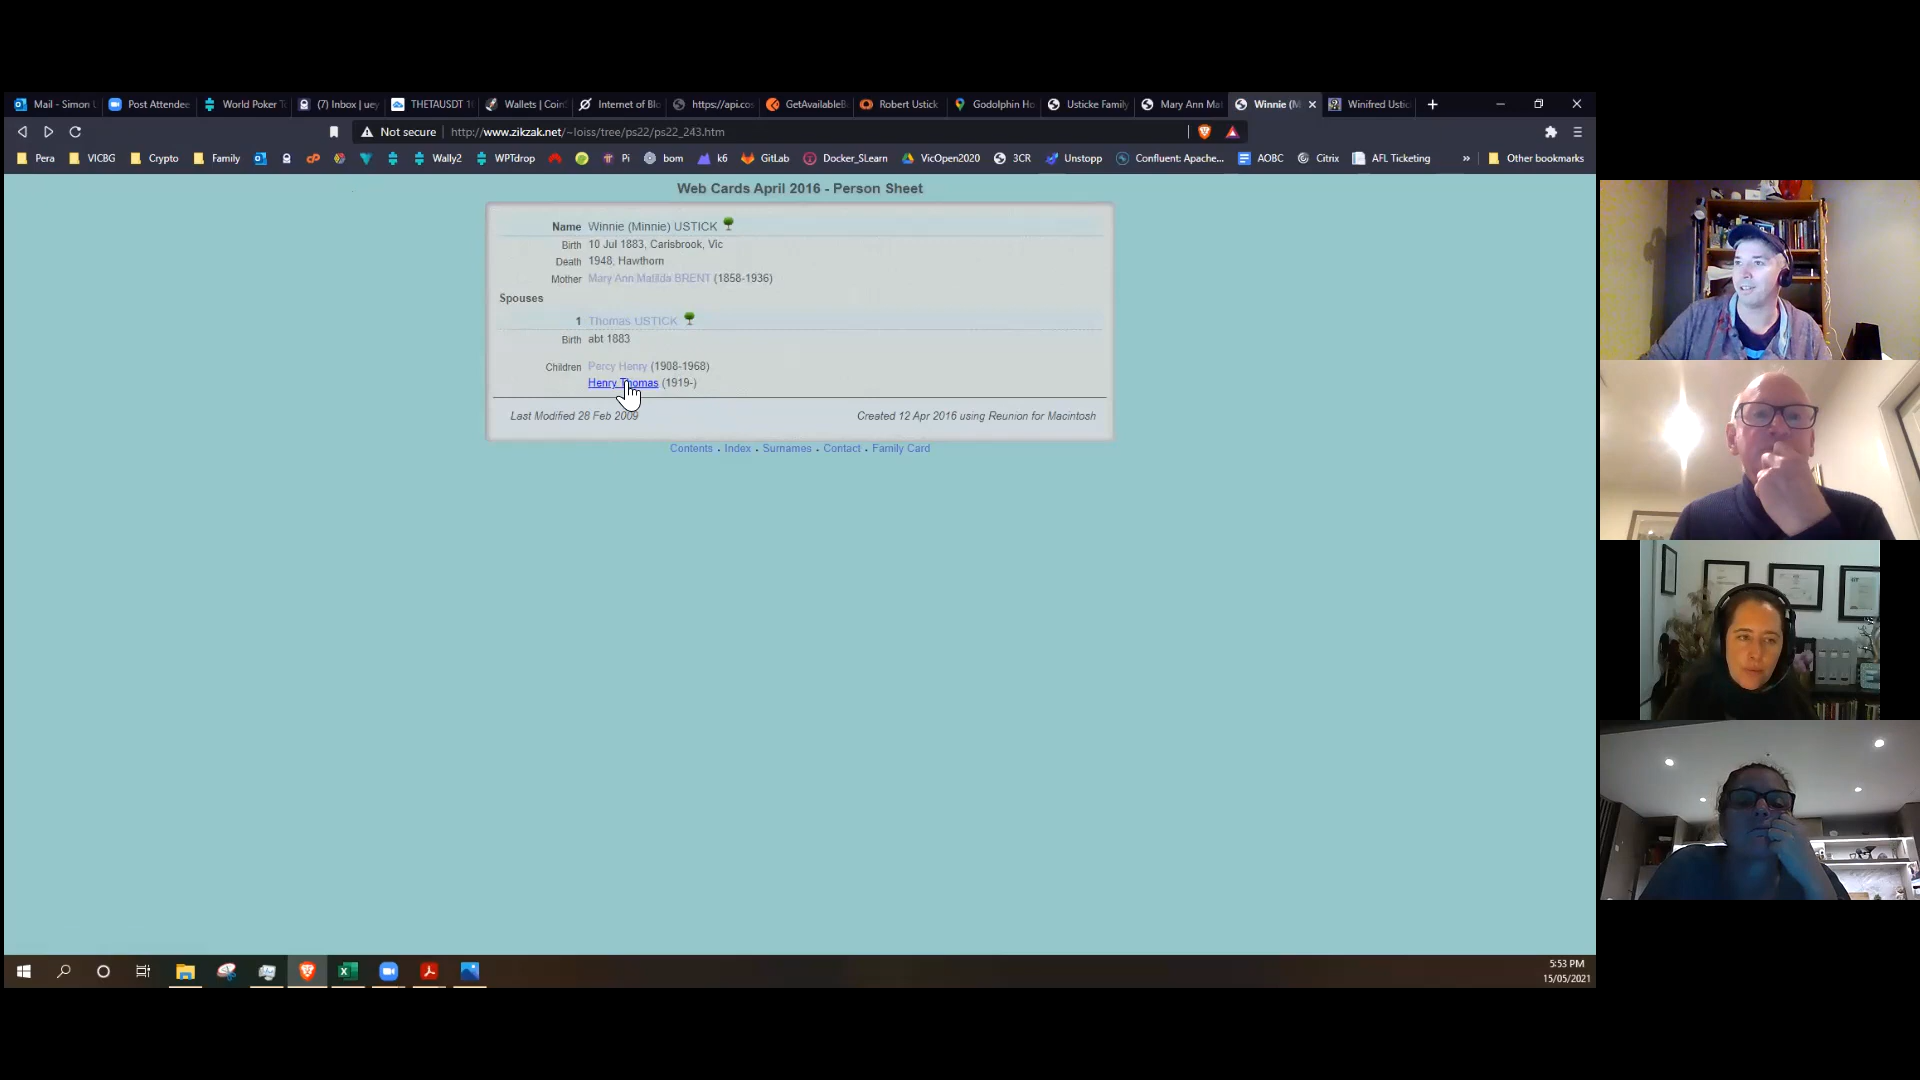 Mail - Simon U
Post Attendee
World Poker To
(7) Inbox | uey
THETAUSDT 1
Wallets | Coin
Internet of Blo
https://api.co
GetAvailableB
Robert Ustick
Godolphin Ho
Usticke Family
Mary Ann Mat
Winnie (M
Winifred Ustic
Not secure | http://www.zikzak.net/~loiss/tree/ps22/ps22_243.htm
Pera VICBG Crypto Family Wally2 WPTdrop Pi bom k6 GitLab Docker_SLearn VicOpen2020 3CR Unstopp Confluent: Apache... AOBC Citrix AFL Ticketing » Other bookmarks
Web Cards April 2016 - Person Sheet
Name Winnie (Minnie) USTICK
Birth 10 Jul 1883, Carisbrook, Vic
Death 1948, Hawthorn
Mother Mary Ann Matilda BRENT (1858-1936)
Spouses
1 Thomas USTICK
Birth abt 1883
Children Percy Henry (1908-1968)
Henry Thomas (1919-)
Last Modified 28 Feb 2009 Created 12 Apr 2016 using Reunion for Macintosh
Contents • Index • Surnames • Contact • Family Card
5:53 PM
15/05/2021